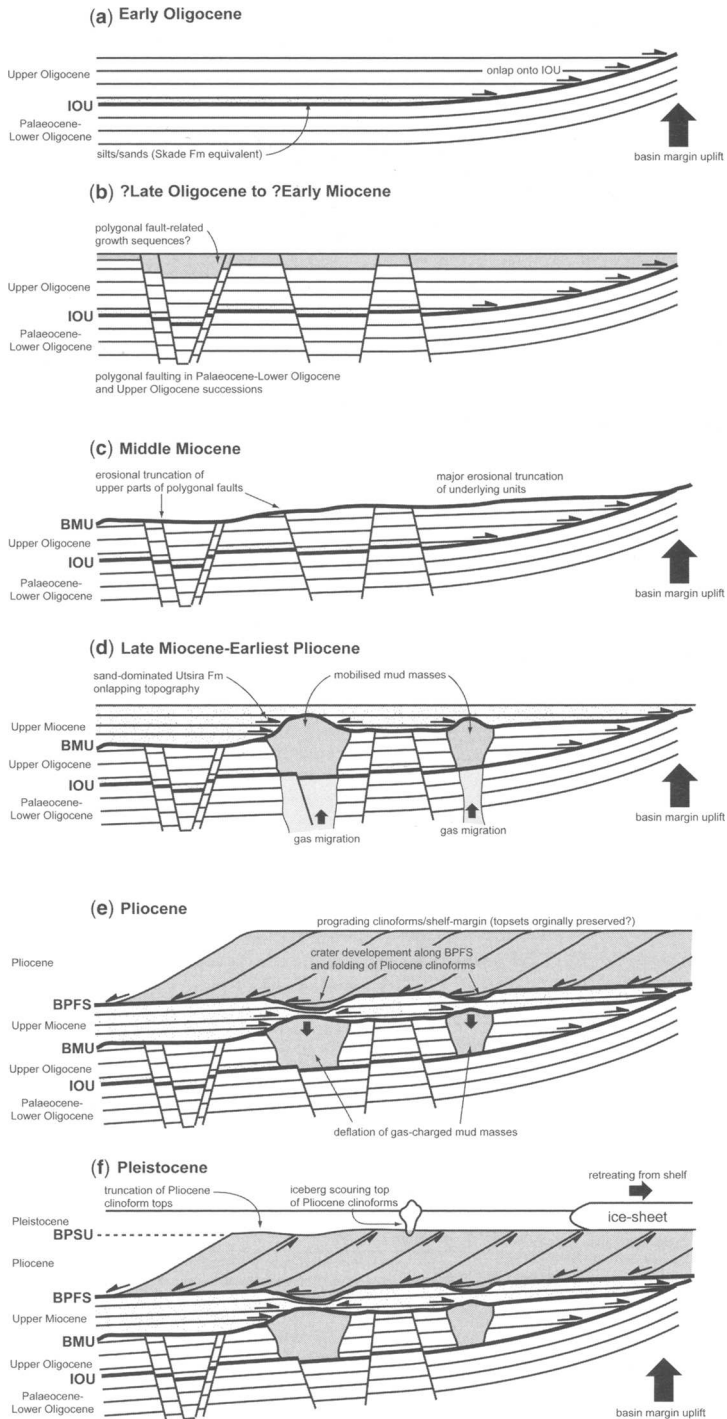 (a) Early Oligocene
Upper Oligocene
onlap onto IOU
IOU
Palaeocene-
Lower Oligocene
silts/sands (Skade Fm equivalent)
basin margin uplift
(b) ?Late Oligocene to ?Early Miocene
polygonal fault-related
growth sequences?
Upper Oligocene
IOU
Palaeocene-
Lower Oligocene
polygonal faulting in Palaeocene-Lower Oligocene
and Upper Oligocene successions
(c) Middle Miocene
erosional truncation of
upper parts of polygonal faults
major erosional truncation
of underlying units
BMU
Upper Oligocene
IOU
Palaeocene-
Lower Oligocene
basin margin uplift
(d) Late Miocene-Earliest Pliocene
sand-dominated Utsira Fm
onlapping topography
mobilised mud masses
Upper Miocene
BMU
Upper Oligocene
IOU
Palaeocene-
Lower Oligocene
gas migration
gas migration
basin margin uplift
(e) Pliocene
prograding clinoforms/shelf-margin (topsets orginally preserved?)
crater developement along BPFS
and folding of Pliocene clinoforms
Pliocene
BPFS
Upper Miocene
BMU
Upper Oligocene
IOU
Palaeocene-
Lower Oligocene
deflation of gas-charged mud masses
(f) Pleistocene
truncation of Pliocene
clinoform tops
iceberg scouring top
of Pliocene clinoforms
retreating from shelf
ice-sheet
Pleistocene
BPSU
Pliocene
BPFS
Upper Miocene
BMU
Upper Oligocene
IOU
Palaeocene-
Lower Oligocene
basin margin uplift